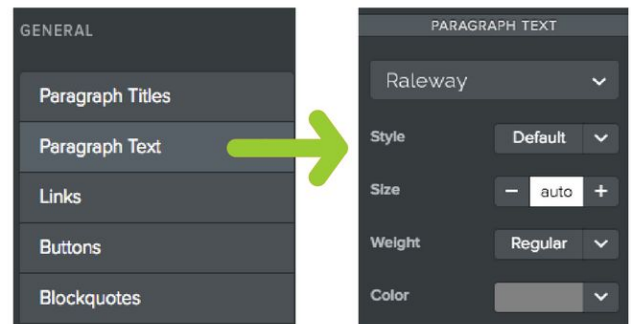 GENERAL
Paragraph Titles
Paragraph Text
Links
Buttons
Blockquotes
PARAGRAPH TEXT
Raleway
Style Default
Size − auto +
Weight Regular
Color